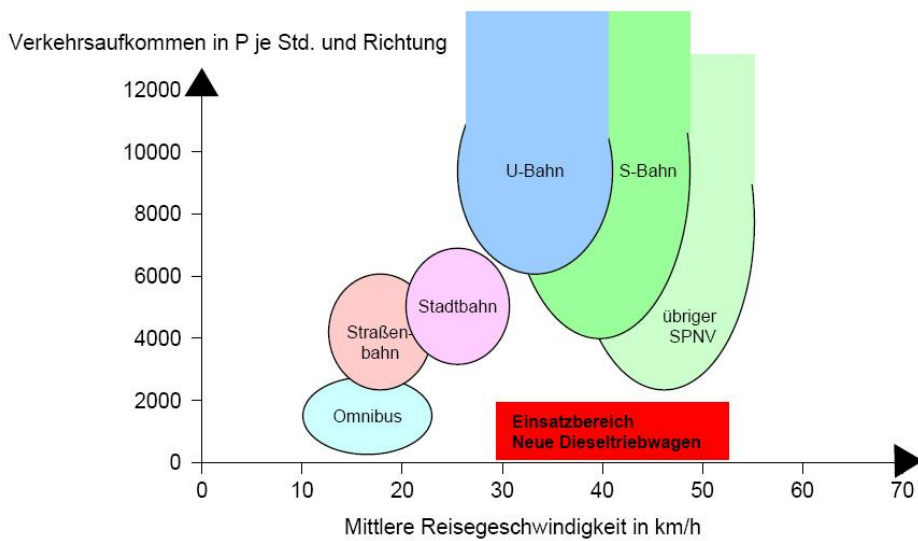 Verkehrsaufkommen in P je Std. und Richtung
12000
10000
8000
6000
4000
2000
0
U-Bahn
S-Bahn
Stadtbahn
übriger
SPNV
Straßen-
bahn
Omnibus
Einsatzbereich
Neue Dieseltriebwagen
0 10 20 30 40 50 60 70
Mittlere Reisegeschwindigkeit in km/h